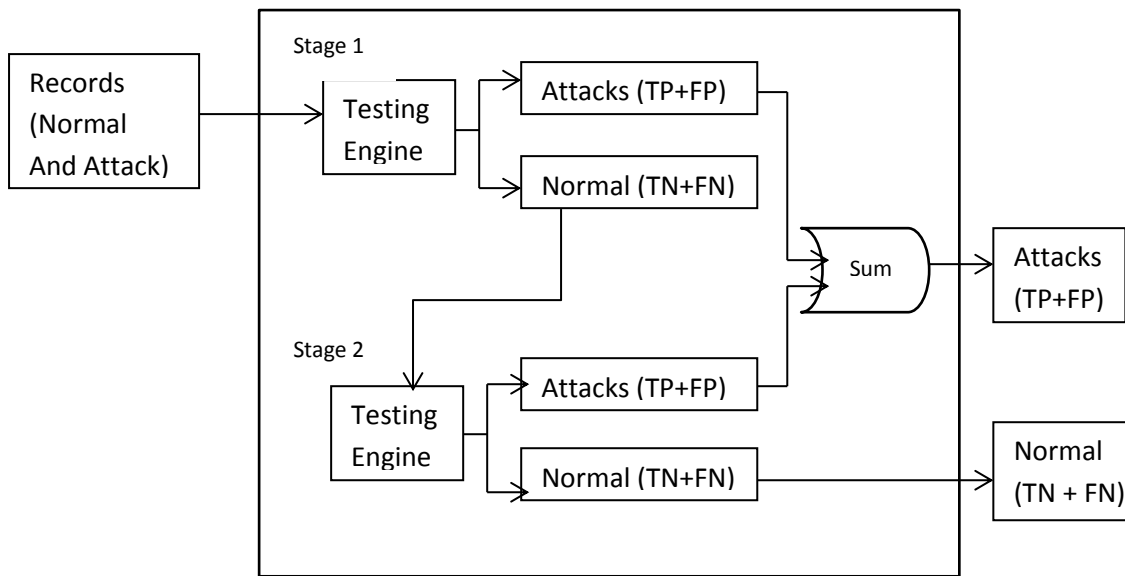 Records
(Normal
And Attack)
Stage 1
Testing
Engine
Attacks (TP+FP)
Normal (TN+FN)
Sum
Attacks
(TP+FP)
Stage 2
Testing
Engine
Attacks (TP+FP)
Normal (TN+FN)
Normal
(TN + FN)